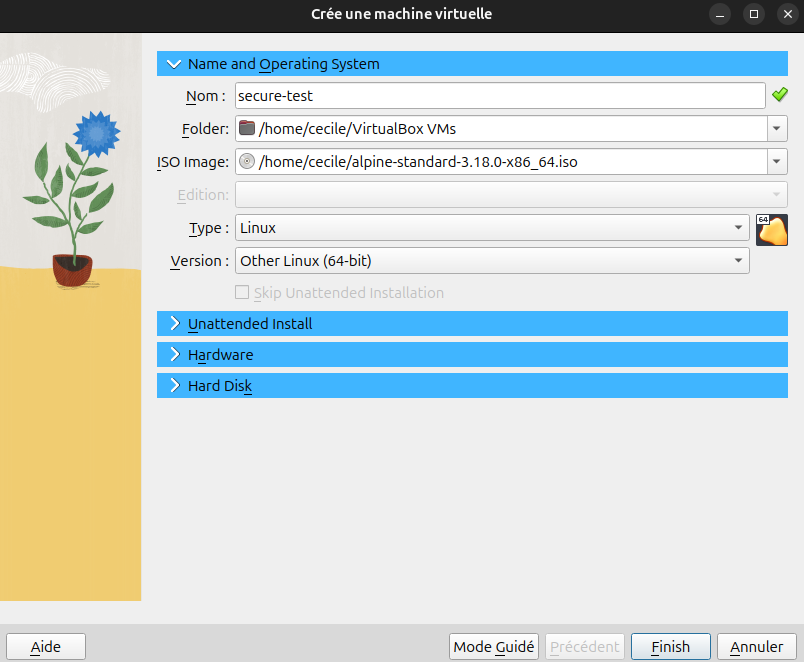 Crée une machine virtuelle
Name and Operating System
Nom : secure-test
Folder: /home/cecile/VirtualBox VMs
ISO Image: /home/cecile/alpine-standard-3.18.0-x86_64.iso
Edition:
Type : Linux
64
Version : Other Linux (64-bit)
Skip Unattended Installation
Unattended Install
Hardware
Hard Disk
Aide Mode Guidé Précédent Finish Annuler